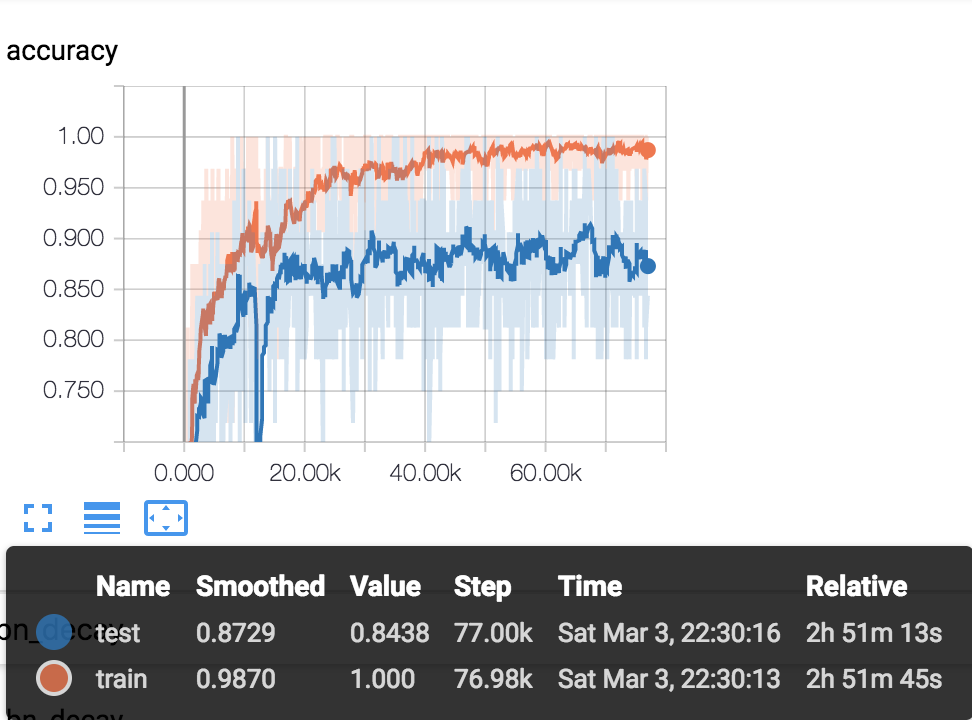 accuracy
1.00
0.950
0.900
0.850
0.800
0.750
0.000 20.00k 40.00k 60.00k
Name Smoothed Value Step Time Relative
bn_decay
test 0.8729 0.8438 77.00k Sat Mar 3, 22:30:16 2h 51m 13s
train 0.9870 1.000 76.98k Sat Mar 3, 22:30:13 2h 51m 45s
bn_decay